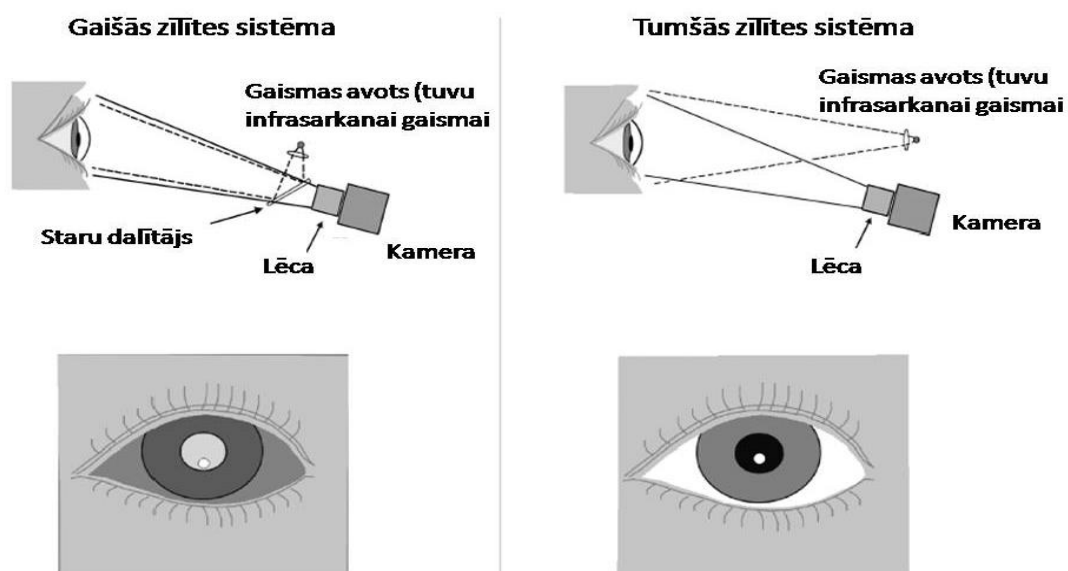 Gaišās zīlītes sistēma
Gaismas avots (tuvu
infrasarkanai gaismai
Staru dalītājs
Lēca
Kamera
Tumšās zīlītes sistēma
Gaismas avots (tuvu
infrasarkanai gaismai
Kamera
Lēca